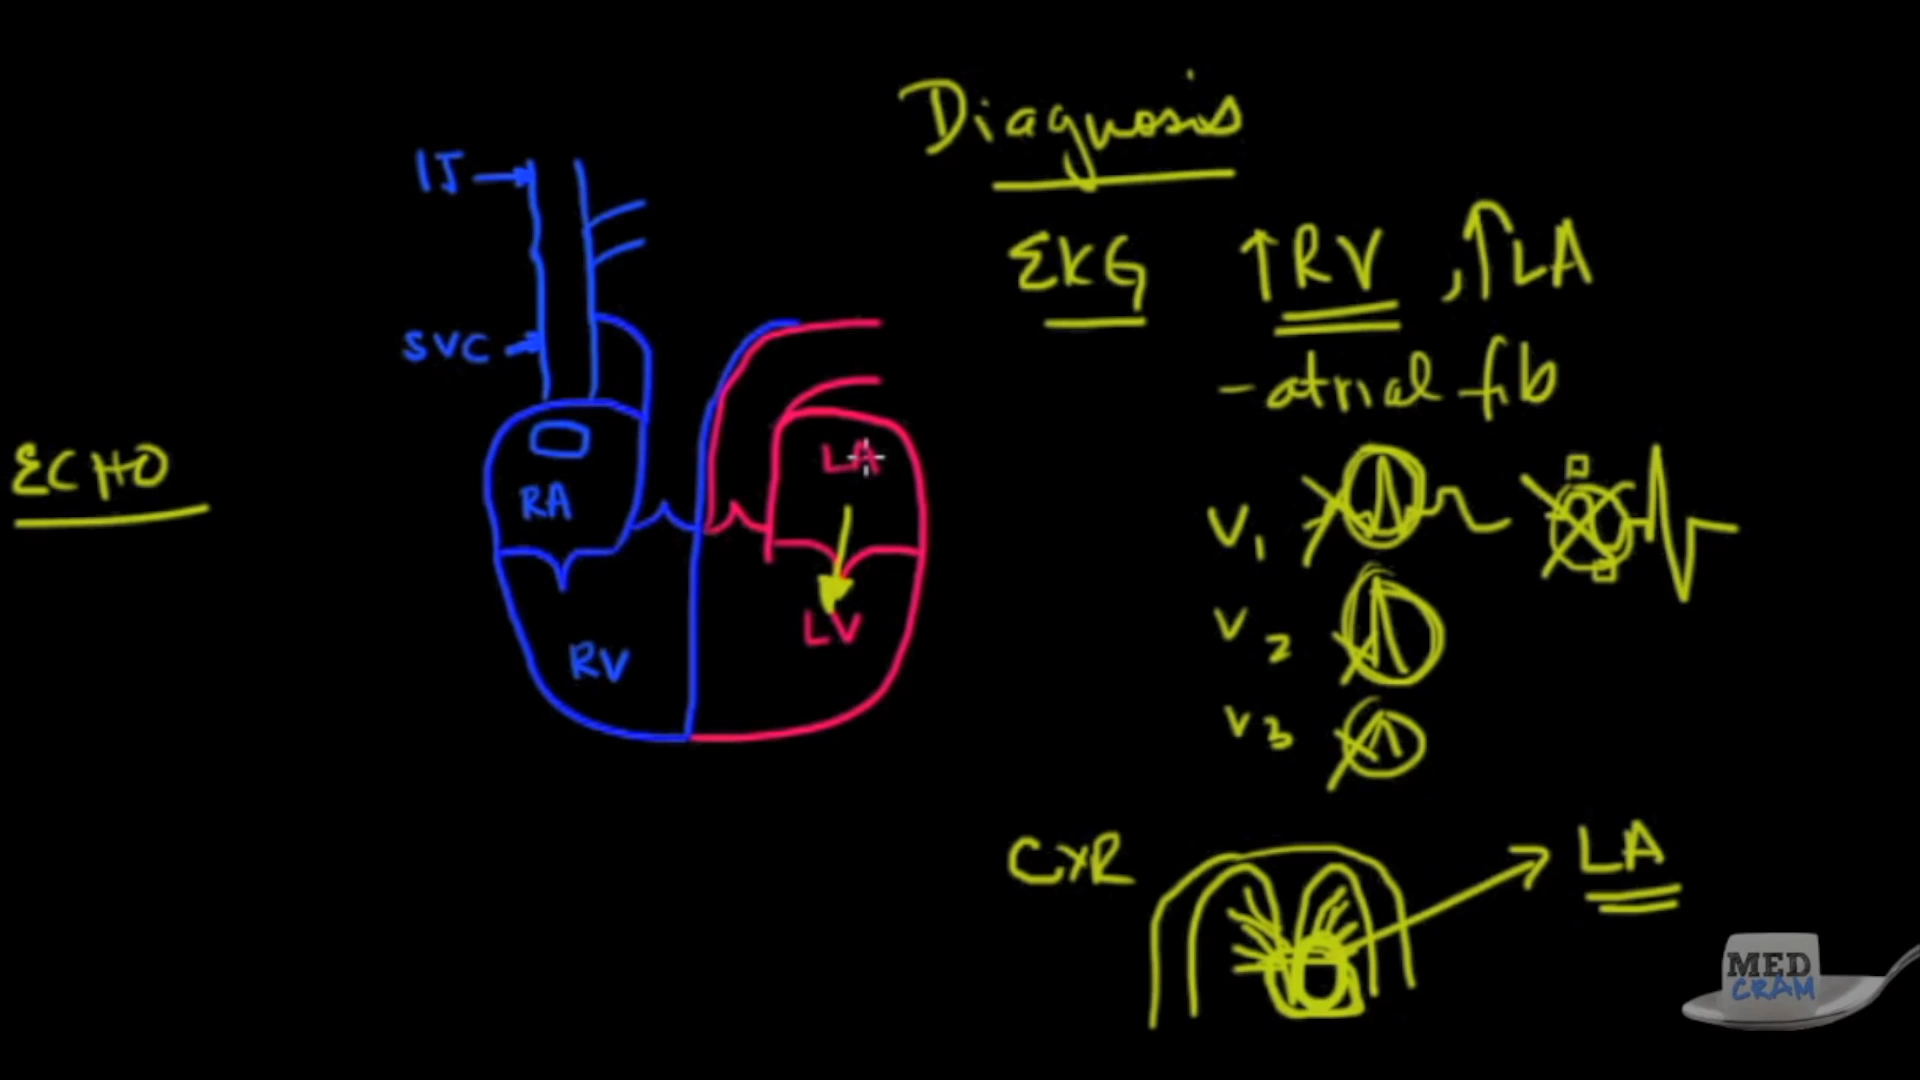 Diagnosis
IJ
EKG ↑RV, ↑LA
SVC
-atrial fib
ECHO
RA
LA
V1
RV
LV
V2
V3
CXR
LA
MED
CRAM